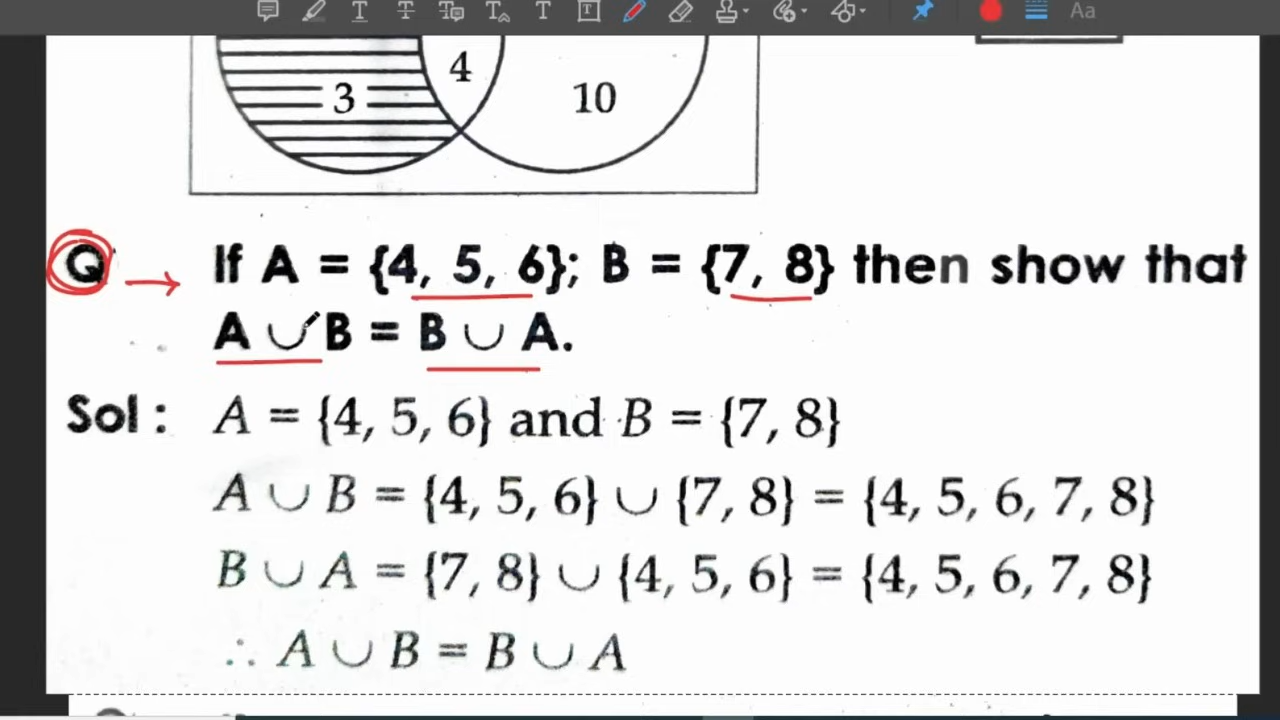 Aa
3 4 10
Q If A = {4, 5, 6}; B = {7, 8} then show that
A ∪ B = B ∪ A.
Sol : A = {4, 5, 6} and B = {7, 8}
A ∪ B = {4, 5, 6} ∪ {7, 8} = {4, 5, 6, 7, 8}
B ∪ A = {7, 8} ∪ {4, 5, 6} = {4, 5, 6, 7, 8}
∴ A ∪ B = B ∪ A